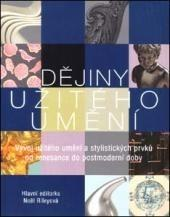 DĚJINY
UŽITÉHO
UMĚNÍ
Vývoj užitého umění a stylistických prvků
od renesance do postmoderní doby
Hlavní editorka
Noël Rileyová